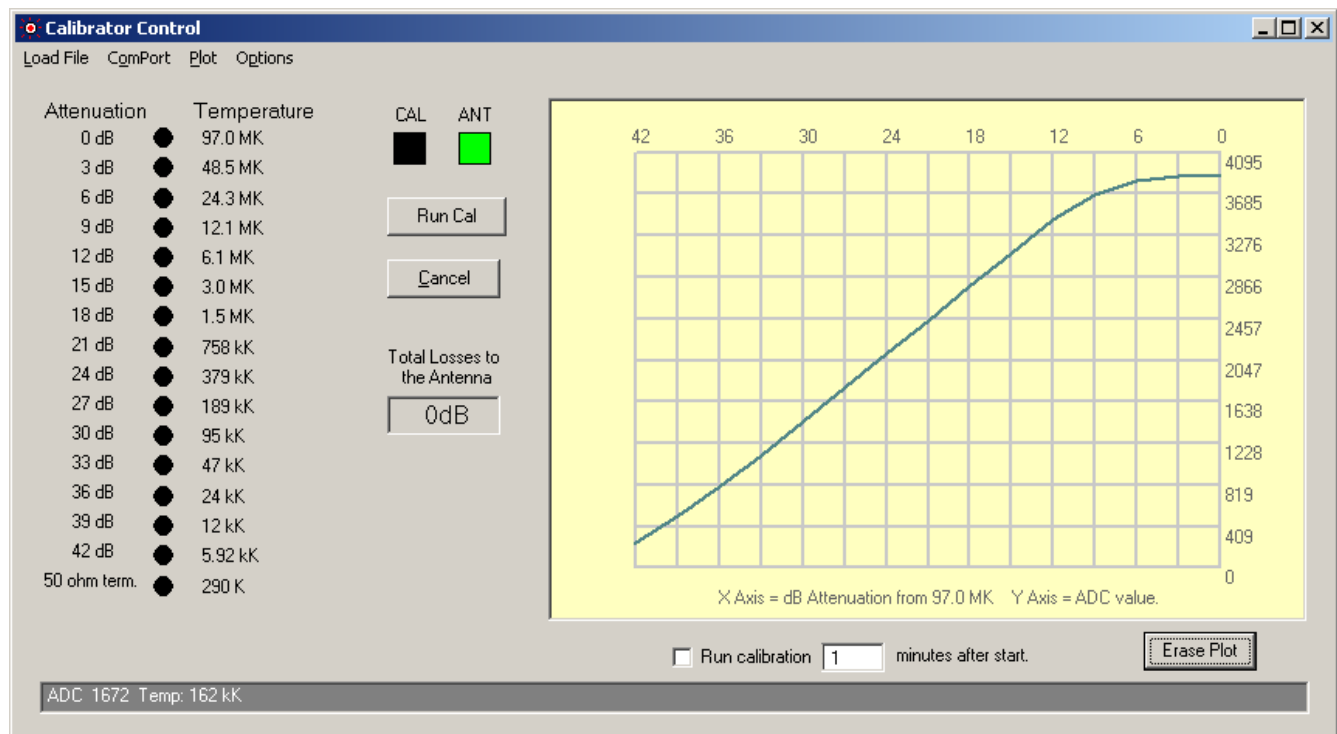 Calibrator Control
Load File ComPort Plot Options
Attenuation Temperature
0 dB 97.0 MK
3 dB 48.5 MK
6 dB 24.3 MK
9 dB 12.1 MK
12 dB 6.1 MK
15 dB 3.0 MK
18 dB 1.5 MK
21 dB 758 kK
24 dB 379 kK
27 dB 189 kK
30 dB 95 kK
33 dB 47 kK
36 dB 24 kK
39 dB 12 kK
42 dB 5.92 kK
50 ohm term. 290 K
CAL ANT
Run Cal
Cancel
Total Losses to
the Antenna
0dB
42 36 30 24 18 12 6 0
4095
3685
3276
2866
2457
2047
1638
1228
819
409
0
X Axis = dB Attenuation from 97.0 MK Y Axis = ADC value.
Run calibration 1 minutes after start.
Erase Plot
ADC 1672 Temp: 162 kK